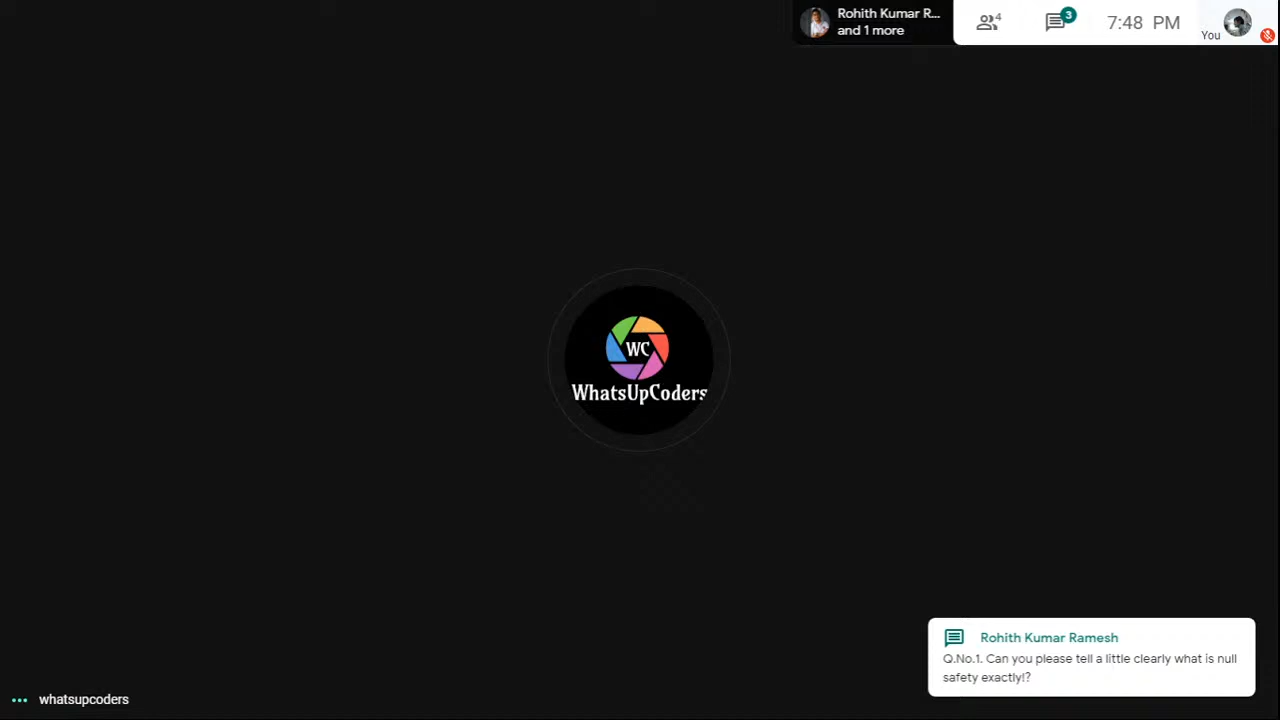 Rohith Kumar R...
and 1 more
4
3
7:48 PM
You
WC
WhatsUpCoders
Rohith Kumar Ramesh
Q.No.1. Can you please tell a little clearly what is null
safety exactly!?
whatsupcoders